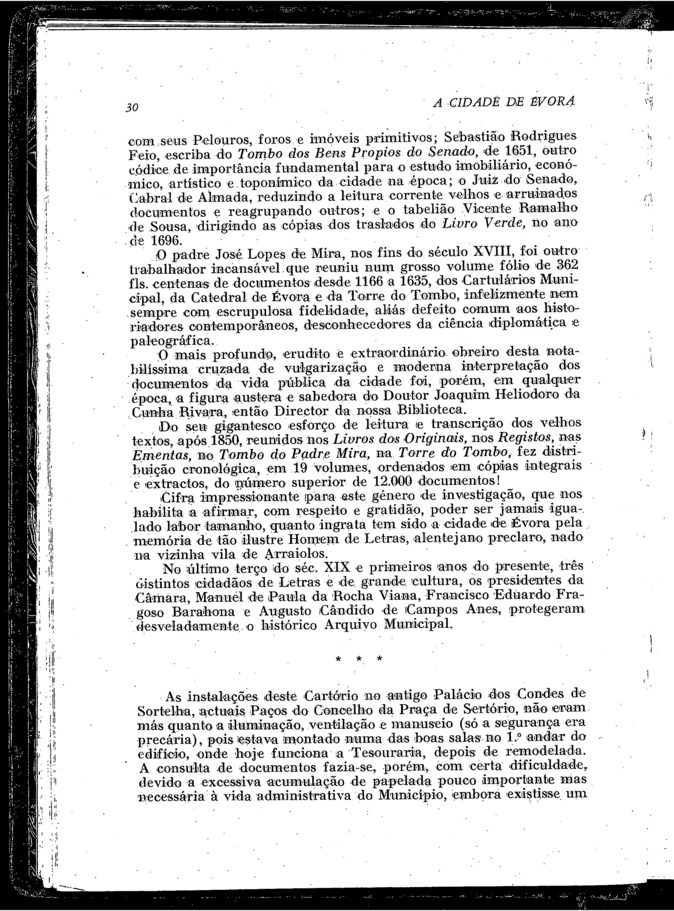 30
A CIDADE DE ÉVORA
com seus Pelouros, foros e imóveis primitivos; Sebastião Rodrigues
Feio, escriba do Tombo dos Bens Propios do Senado, de 1651, outro
códice de importância fundamental para o estudo imobiliário, econó-
mico, artístico e toponímico da cidade na época; o Juiz do Senado,
Cabral de Almada, reduzindo a leitura corrente velhos e arruinados
documentos e reagrupando outros; e o tabelião Vicente Ramalho
de Sousa, dirigindo as cópias dos traslados do Livro Verde, no ano
de 1696.
O padre José Lopes de Mira, nos fins do século XVIII, foi outro
trabalhador incansável que reuniu num grosso volume fólio de 362
fls. centenas de documentos desde 1166 a 1635, dos Cartulários Muni-
cipal, da Catedral de Évora e da Torre do Tombo, infelizmente nem
sempre com escrupulosa fidelidade, aliás defeito comum aos histo-
riadores contemporâneos, desconhecedores da ciência diplomática e
paleográfica.
O mais profundo, erudito e extraordinário obreiro desta nota-
bilíssima cruzada de vulgarização e moderna interpretação dos
documentos da vida pública da cidade foi, porém, em qualquer
época, a figura austera e sabedora do Doutor Joaquim Heliodoro da
Cunha Rivara, então Director da nossa Biblioteca.
Do seu gigantesco esforço de leitura e transcrição dos velhos
textos, após 1850, reunidos nos Livros dos Originais, nos Registos, nas
Ementas, no Tombo do Padre Mira, na Torre do Tombo, fez distri-
buição cronológica, em 19 volumes, ordenados em cópias integrais
e extractos, do número superior de 12.000 documentos!
Cifra impressionante para este género de investigação, que nos
habilita a afirmar, com respeito e gratidão, poder ser jamais igua-
lado labor tamanho, quanto ingrata tem sido a cidade de Évora pela
memória de tão ilustre Homem de Letras, alentejano preclaro, nado
na vizinha vila de Arraiolos.
No último terço do séc. XIX e primeiros anos do presente, três
distintos cidadãos de Letras e de grande cultura, os presidentes da
Câmara, Manuel de Paula da Rocha Viana, Francisco Eduardo Fra-
goso Barahona e Augusto Cândido de Campos Anes, protegeram
desveladamente o histórico Arquivo Municipal.
* * *
As instalações deste Cartório no antigo Palácio dos Condes de
Sortelha, actuais Paços do Concelho da Praça de Sertório, não eram
más quanto a iluminação, ventilação e manuseio (só a segurança era
precária), pois estava montado numa das boas salas no 1.º andar do
edifício, onde hoje funciona a Tesouraria, depois de remodelada.
A consulta de documentos fazia-se, porém, com certa dificuldade,
devido a excessiva acumulação de papelada pouco importante mas
necessária à vida administrativa do Município, embora existisse um